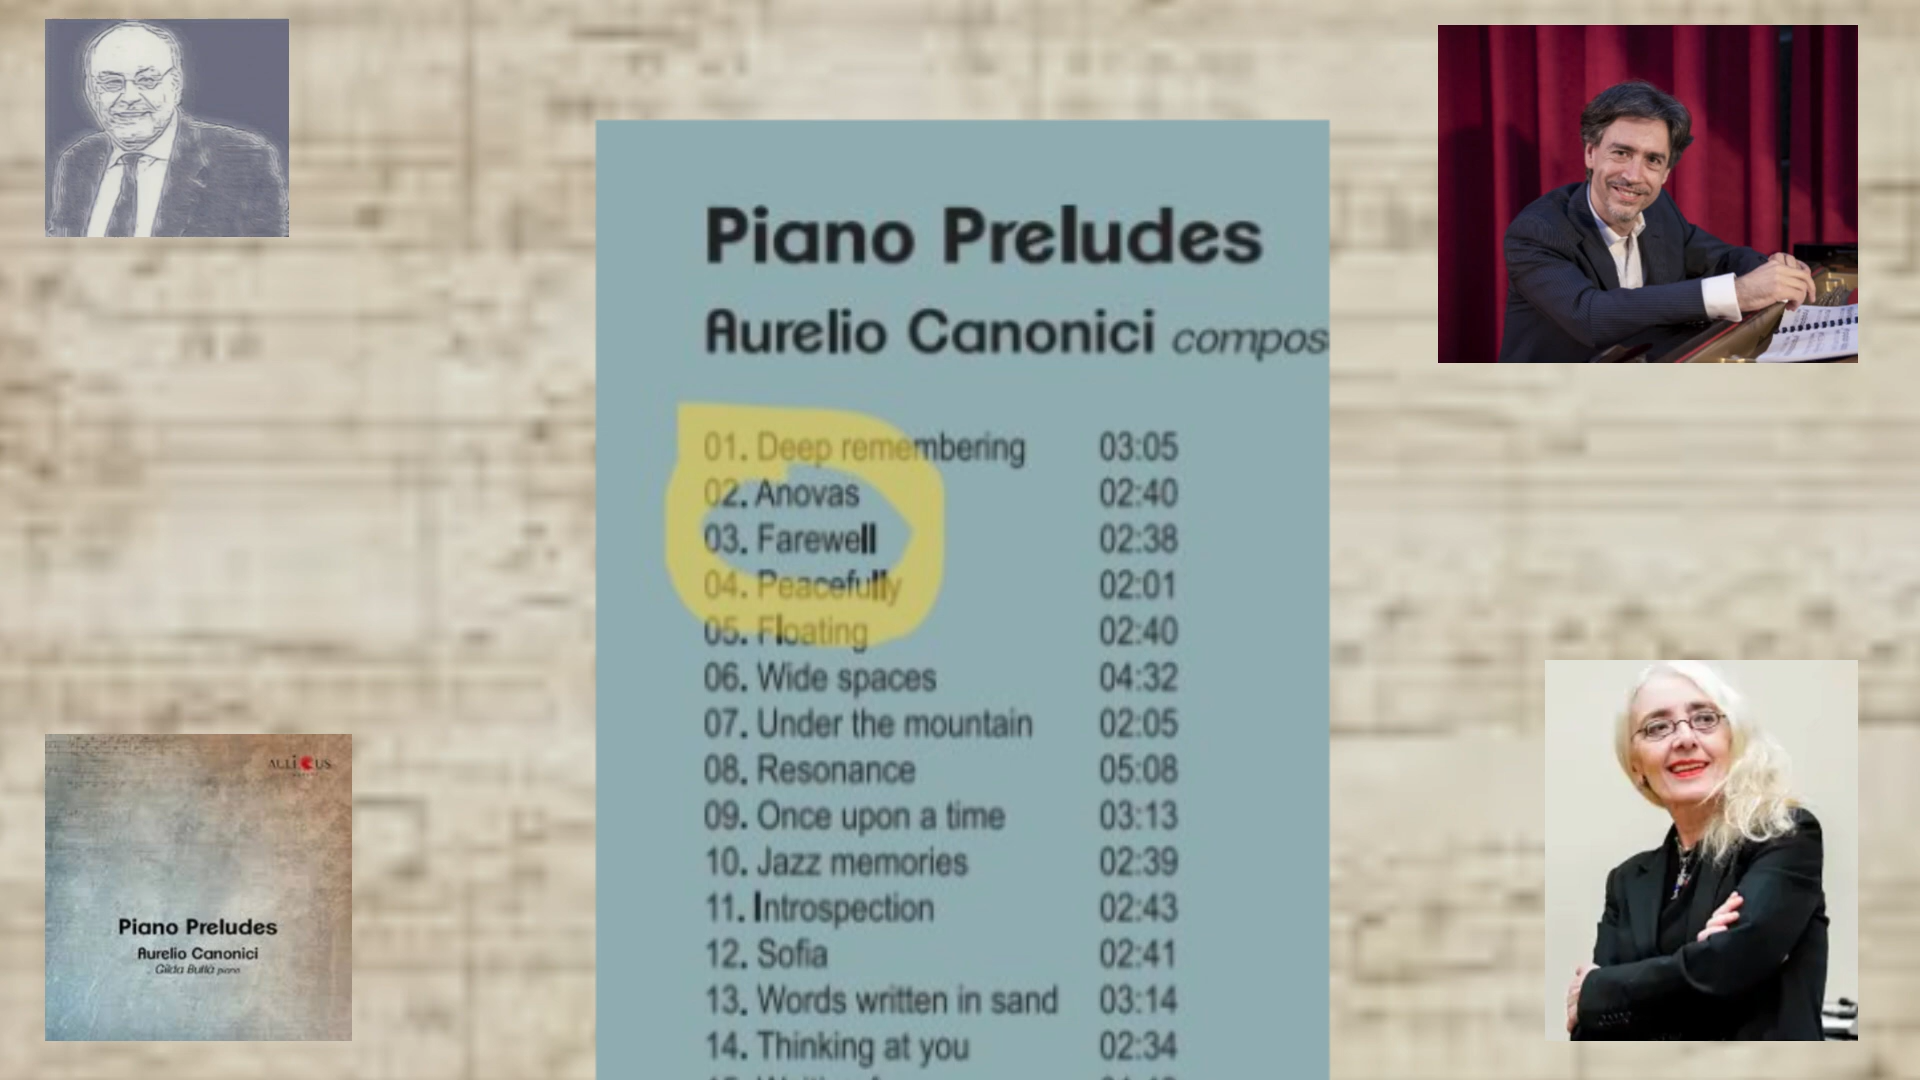 Piano Preludes
Aurelio Canonici compos
01. Deep remembering 03:05
02. Anovas 02:40
03. Farewell 02:38
04. Peacefully 02:01
05. Floating 02:40
06. Wide spaces 04:32
07. Under the mountain 02:05
08. Resonance 05:08
09. Once upon a time 03:13
10. Jazz memories 02:39
11. Introspection 02:43
12. Sofia 02:41
13. Words written in sand 03:14
14. Thinking at you 02:34
Piano Preludes
Aurelio Canonici
Gilda Buttà piano